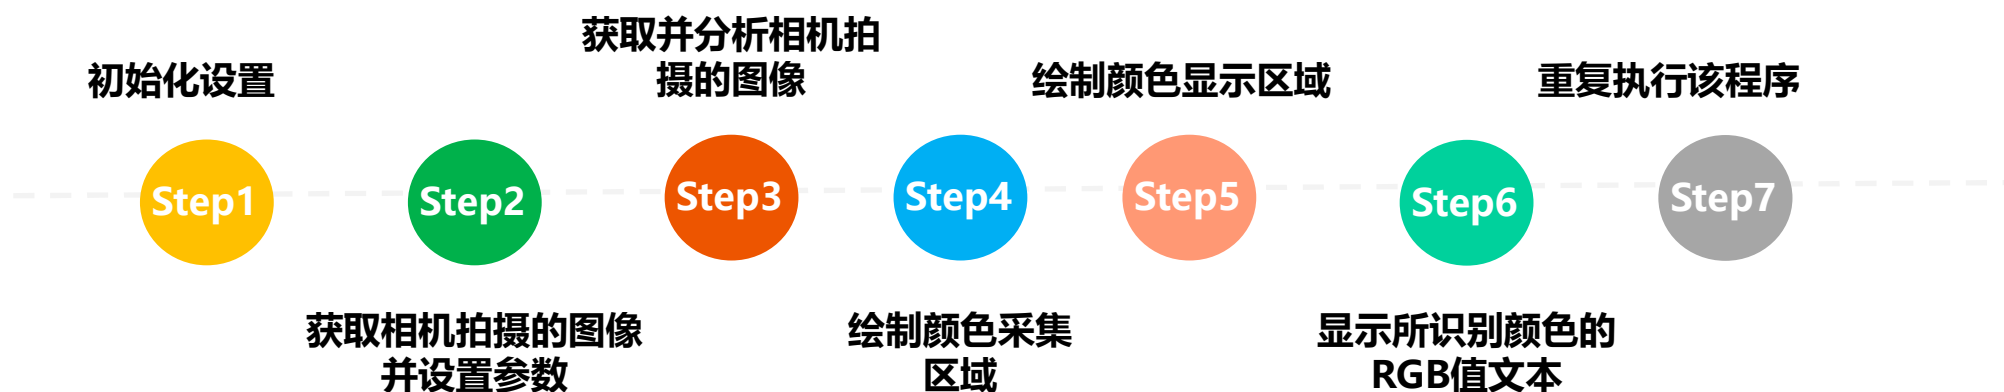 初始化设置
Step1
Step2
获取相机拍摄的图像
并设置参数
获取并分析相机拍
摄的图像
Step3
Step4
绘制颜色采集
区域
绘制颜色显示区域
Step5
Step6
显示所识别颜色的
RGB值文本
重复执行该程序
Step7